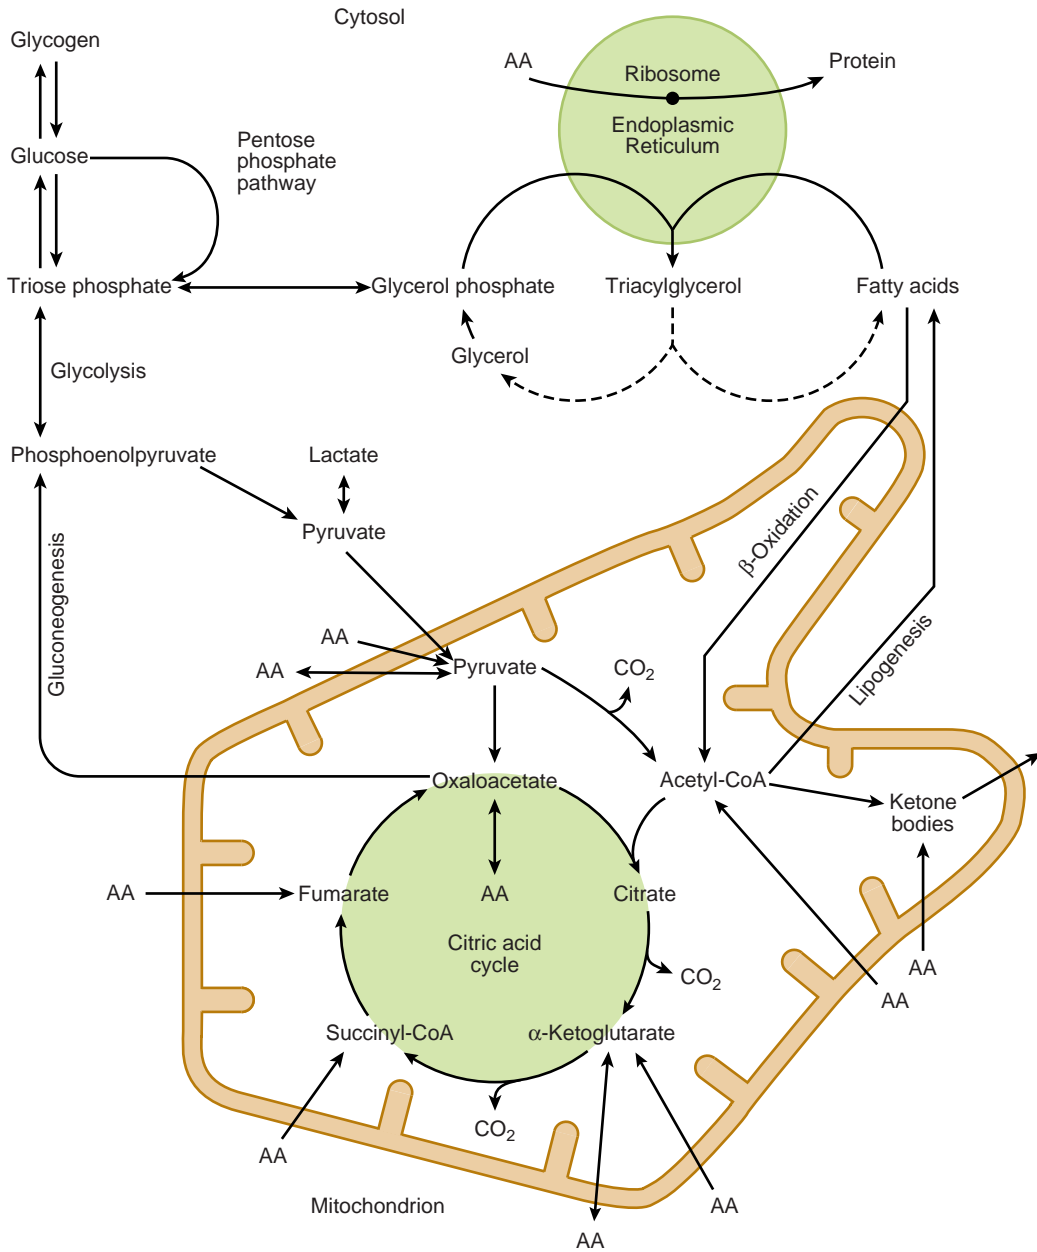 Cytosol
Glycogen
AA
Protein
Ribosome
Endoplasmic
Reticulum
Pentose
phosphate
pathway
Glucose
Triose phosphate
Glycerol phosphate
Triacylglycerol
Fatty acids
Glycerol
Glycolysis
Phosphoenolpyruvate
Lactate
Pyruvate
β-Oxidation
Gluconeogenesis
Lipogenesis
AA
AA
Pyruvate
CO2
Oxaloacetate
Acetyl-CoA
Ketone
bodies
AA
Fumarate
AA
Citrate
Citric acid
cycle
CO2
AA
AA
Succinyl-CoA
α-Ketoglutarate
CO2
AA
Mitochondrion
AA
AA